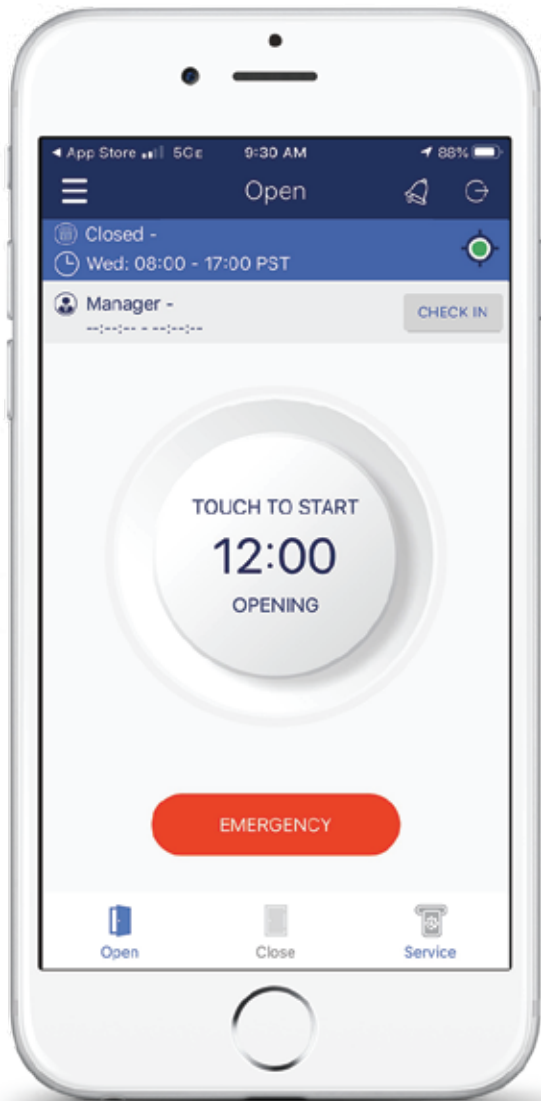 App Store 5GE 9:30 AM 88%
Open
Closed -
Wed: 08:00 - 17:00 PST
Manager -
--:--:-- - --:--:--
CHECK IN
TOUCH TO START
12:00
OPENING
EMERGENCY
Open Close Service